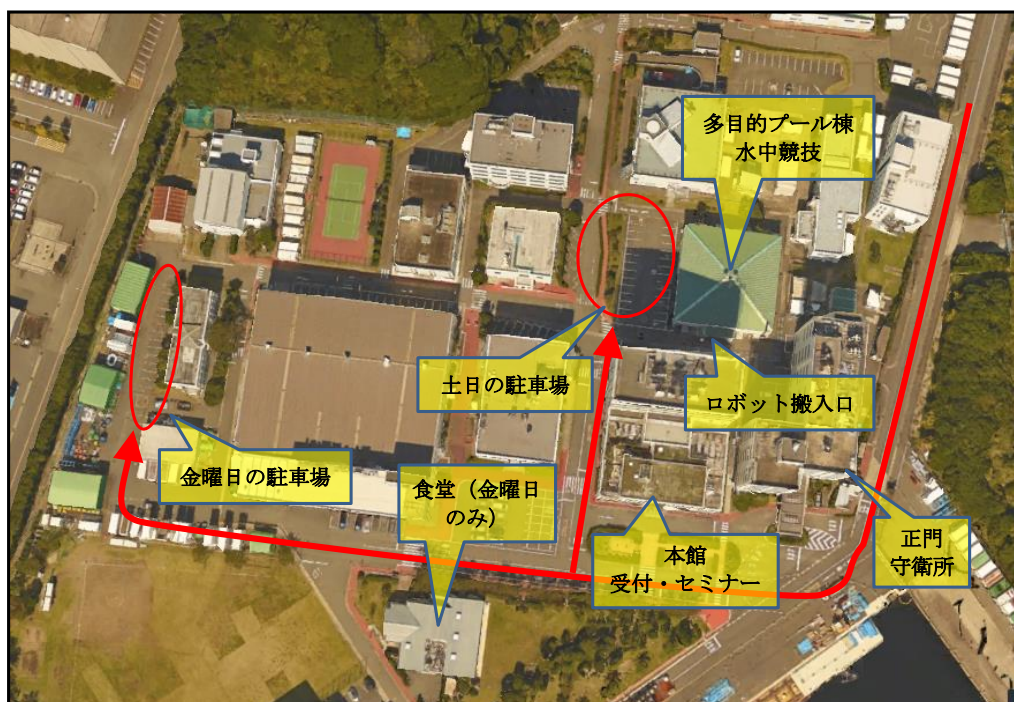 多目的プール棟
水中競技
土日の駐車場
ロボット搬入口
金曜日の駐車場
食堂（金曜日
のみ）
本館
受付・セミナー
正門
守衛所